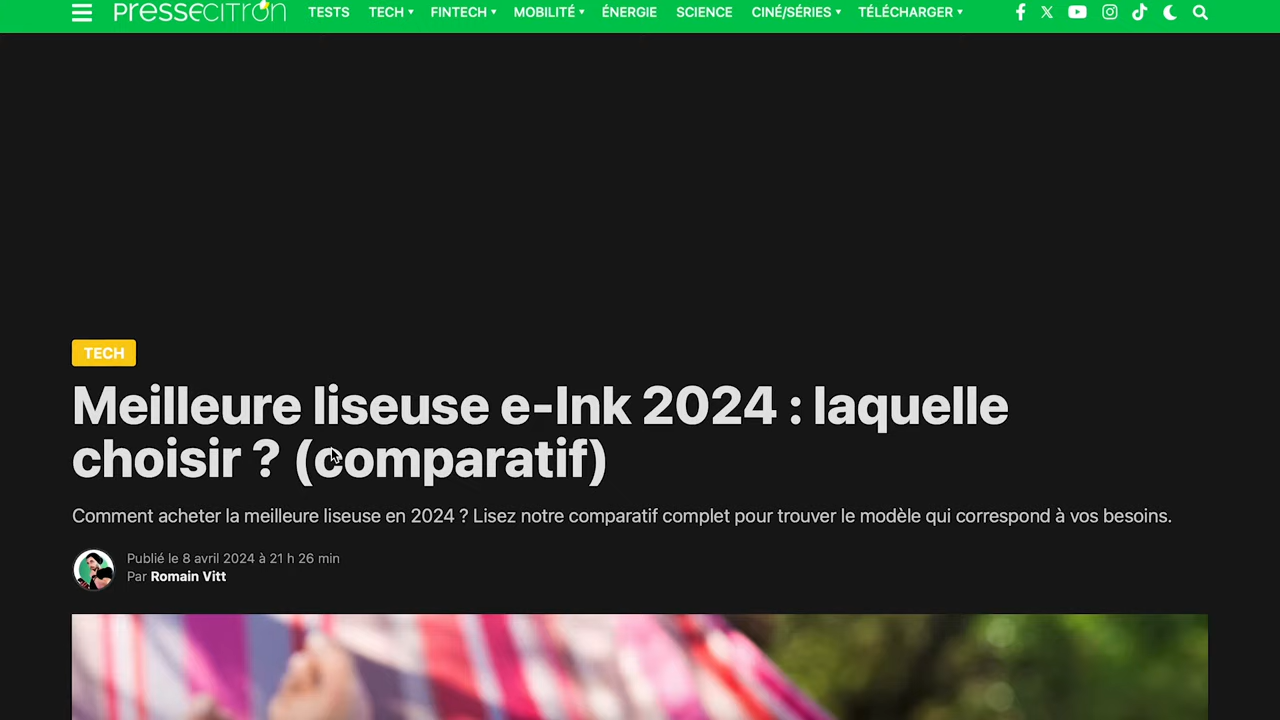 PRESSECITRON TESTS TECH FINTECH MOBILITÉ ÉNERGIE SCIENCE CINÉ/SÉRIES TÉLÉCHARGER
TECH
Meilleure liseuse e-Ink 2024 : laquelle
choisir ? (comparatif)
Comment acheter la meilleure liseuse en 2024 ? Lisez notre comparatif complet pour trouver le modèle qui correspond à vos besoins.
Publié le 8 avril 2024 à 21 h 26 min
Par Romain Vitt